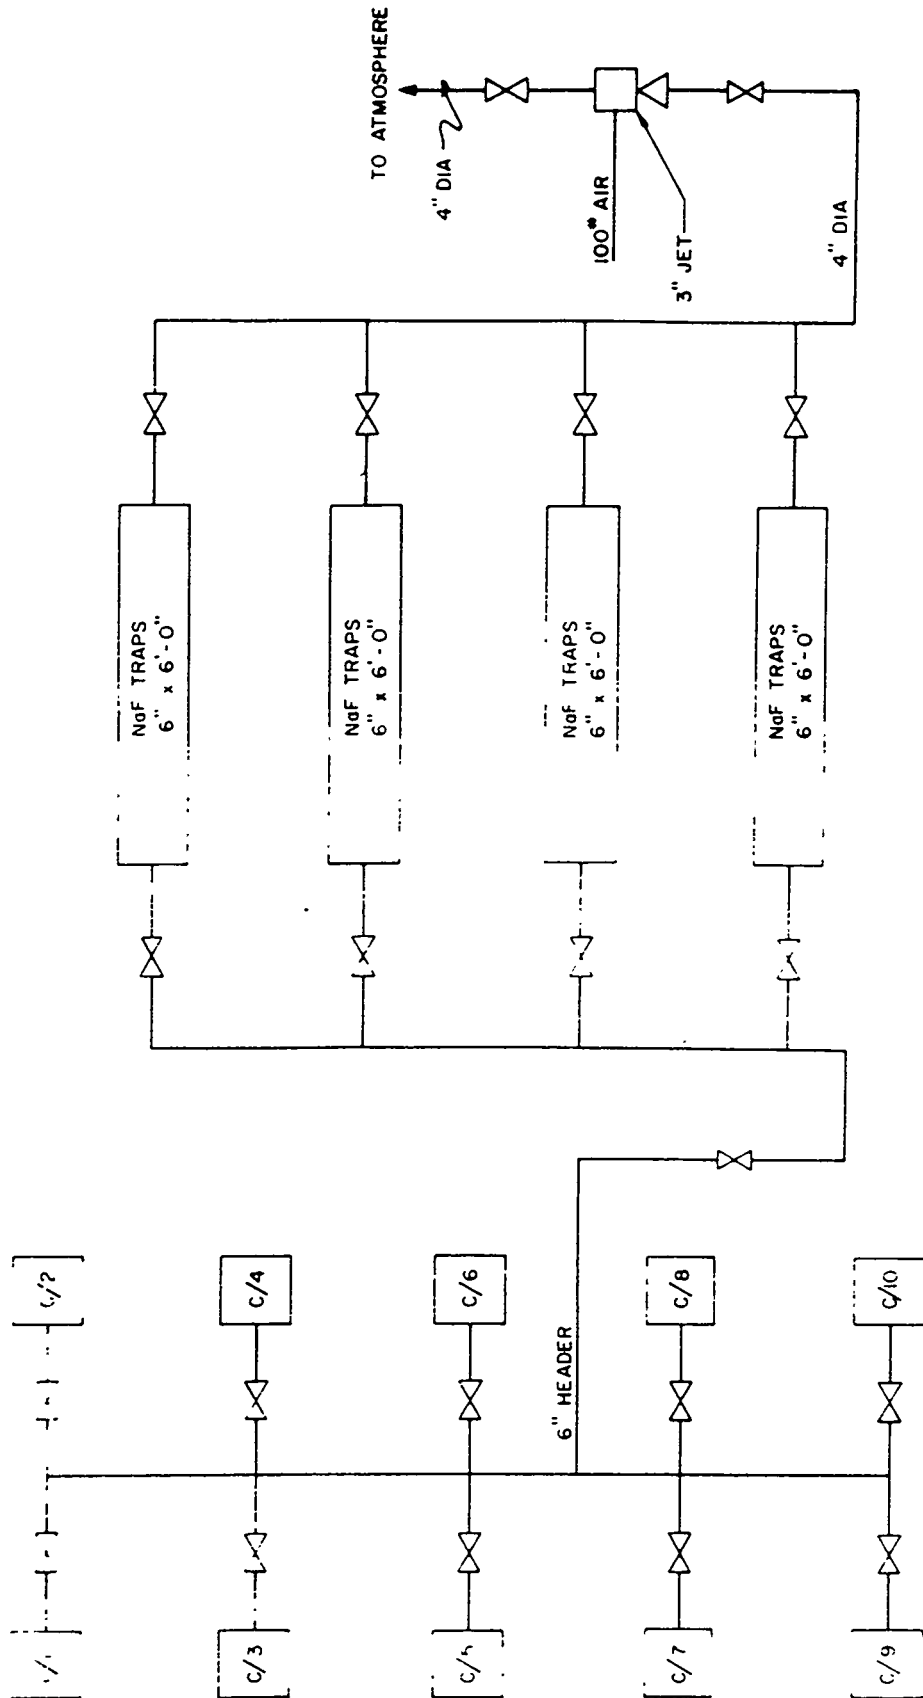 TO ATMOSPHERE
4" DIA
100# AIR
3" JET
4" DIA
NaF TRAPS
6" x 6'-0"
NaF TRAPS
6" x 6'-0"
NaF TRAPS
6" x 6'-0"
NaF TRAPS
6" x 6'-0"
6" HEADER
C/2
C/4
C/6
C/8
C/10
C/3
C/5
C/7
C/9